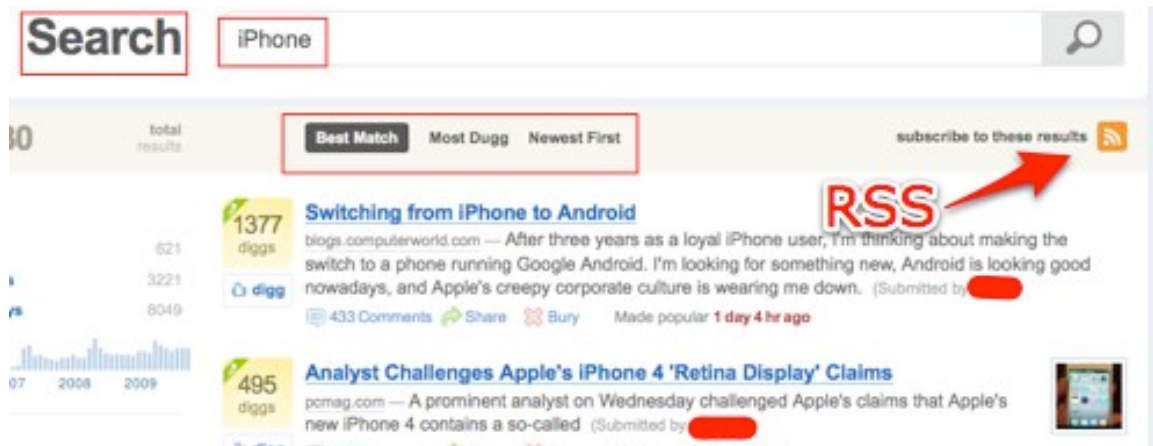 Search
iPhone
30 total results
Best Match Most Dugg Newest First
subscribe to these results
RSS
1377 diggs
Switching from iPhone to Android
blogs.computerworld.com — After three years as a loyal iPhone user, I'm thinking about making the
switch to a phone running Google Android. I'm looking for something new, Android is looking good
nowadays, and Apple's creepy corporate culture is wearing me down. (Submitted by
digg
433 Comments Share Bury Made popular 1 day 4 hr ago
621
3221
8049
07 2008 2009
495 diggs
Analyst Challenges Apple's iPhone 4 'Retina Display' Claims
pcmag.com — A prominent analyst on Wednesday challenged Apple's claims that Apple's
new iPhone 4 contains a so-called (Submitted by